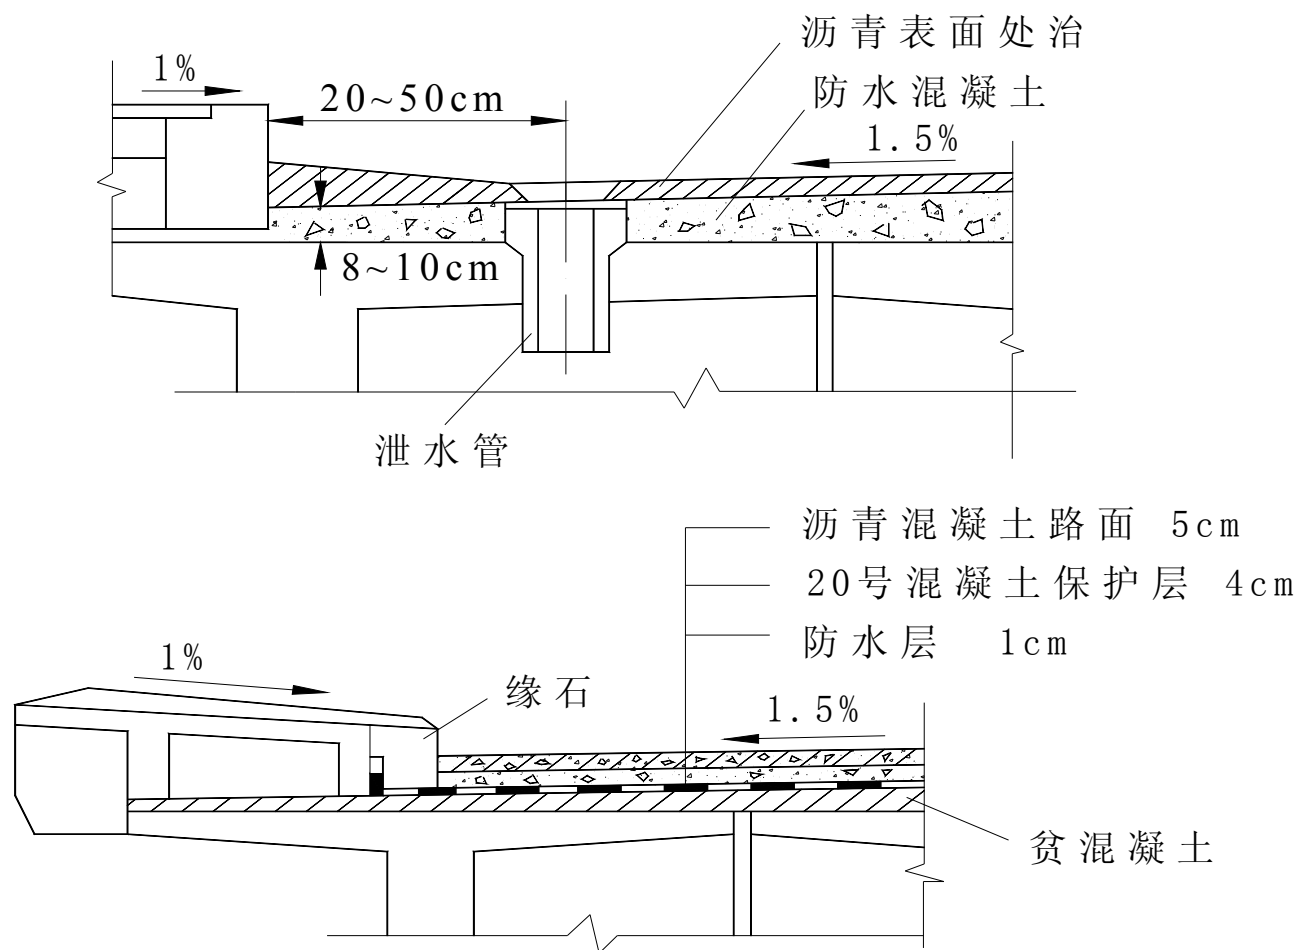 沥青表面处治
1%
20~50cm
防水混凝土
1.5%
8~10cm
泄水管
沥青混凝土路面 5cm
20号混凝土保护层 4cm
防水层 1cm
1%
缘石
1.5%
贫混凝土